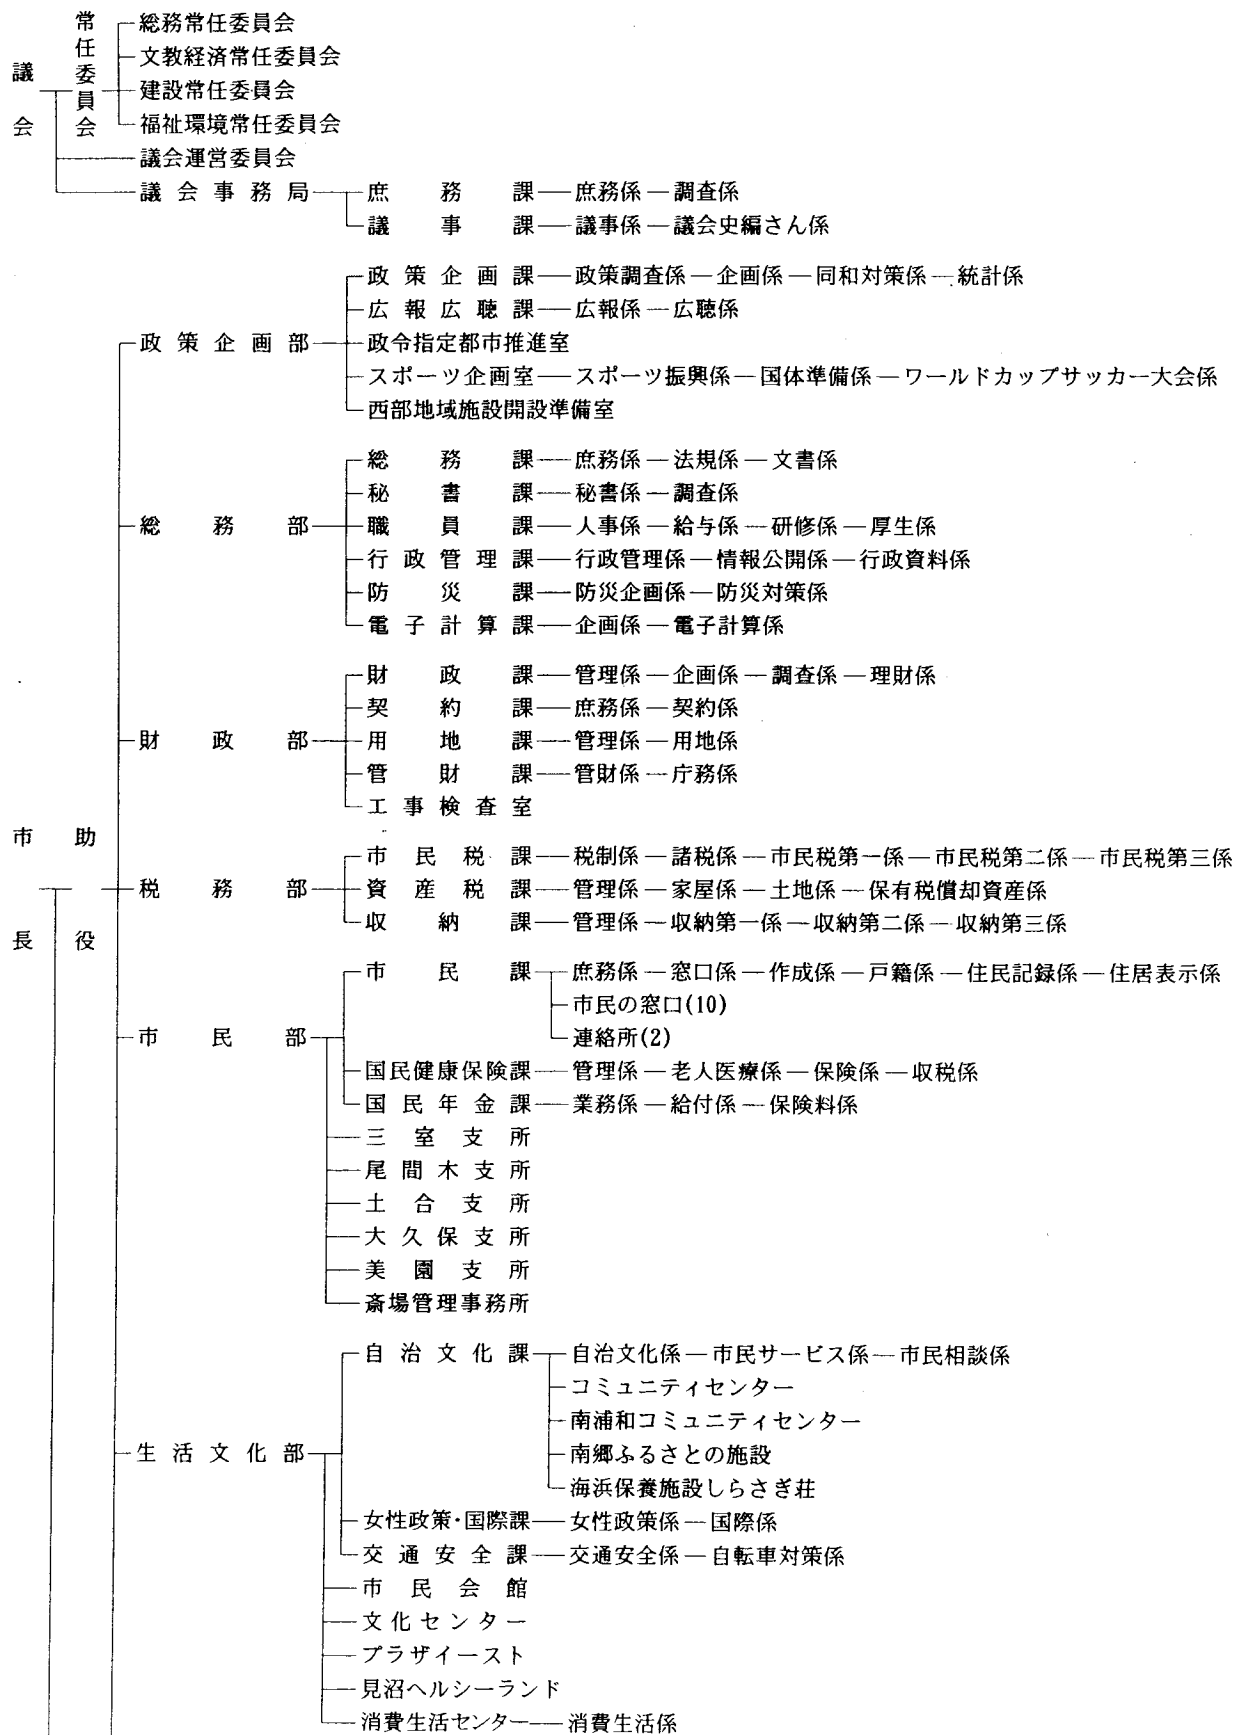 議会
常任委員会
総務常任委員会
文教経済常任委員会
建設常任委員会
福祉環境常任委員会
議会運営委員会
議会事務局 庶務課 庶務係 調査係
議事課 議事係 議会史編さん係
市長
助役
政策企画部
政策企画課 政策調査係 企画係 同和対策係 統計係
広報広聴課 広報係 広聴係
政令指定都市推進室
スポーツ企画室 スポーツ振興係 国体準備係 ワールドカップサッカー大会係
西部地域施設開設準備室
総務部
総務課 庶務係 法規係 文書係
秘書課 秘書係 調査係
職員課 人事係 給与係 研修係 厚生係
行政管理課 行政管理係 情報公開係 行政資料係
防災課 防災企画係 防災対策係
電子計算課 企画係 電子計算係
財政部
財政課 管理係 企画係 調査係 理財係
契約課 庶務係 契約係
用地課 管理係 用地係
管財課 管財係 庁務係
工事検査室
税務部
市民税課 税制係 諸税係 市民税第一係 市民税第二係 市民税第三係
資産税課 管理係 家屋係 土地係 保有税償却資産係
収納課 管理係 収納第一係 収納第二係 収納第三係
市民部
市民課 庶務係 窓口係 作成係 戸籍係 住民記録係 住居表示係
市民の窓口(10)
連絡所(2)
国民健康保険課 管理係 老人医療係 保険係 収税係
国民年金課 業務係 給付係 保険料係
三室支所
尾間木支所
土合支所
大久保支所
美園支所
斎場管理事務所
生活文化部
自治文化課 自治文化係 市民サービス係 市民相談係
コミュニティセンター
南浦和コミュニティセンター
南郷ふるさとの施設
海浜保養施設しらさぎ荘
女性政策・国際課 女性政策係 国際係
交通安全課 交通安全係 自転車対策係
市民会館
文化センター
プラザイースト
見沼ヘルシーランド
消費生活センター 消費生活係